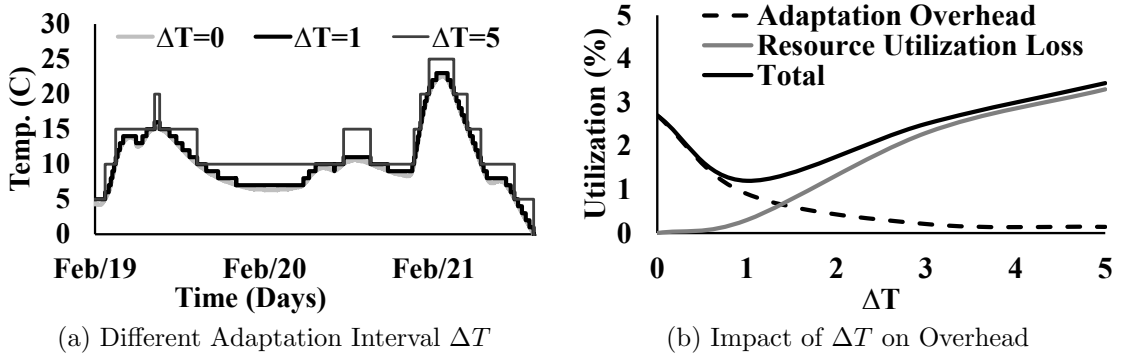 30
25
20
15
10
5
0
Temp. (C)
ΔT=0 ΔT=1 ΔT=5
Feb/19 Feb/20 Feb/21
Time (Days)
(a) Different Adaptation Interval ΔT
5
4
3
2
1
0
Utilization (%)
Adaptation Overhead
Resource Utilization Loss
Total
0 1 2 3 4 5
ΔT
(b) Impact of ΔT on Overhead